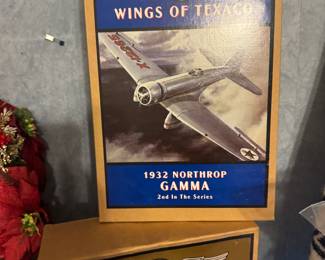 WINGS OF TEXACO
1932 NORTHROP
GAMMA
2nd In The Series